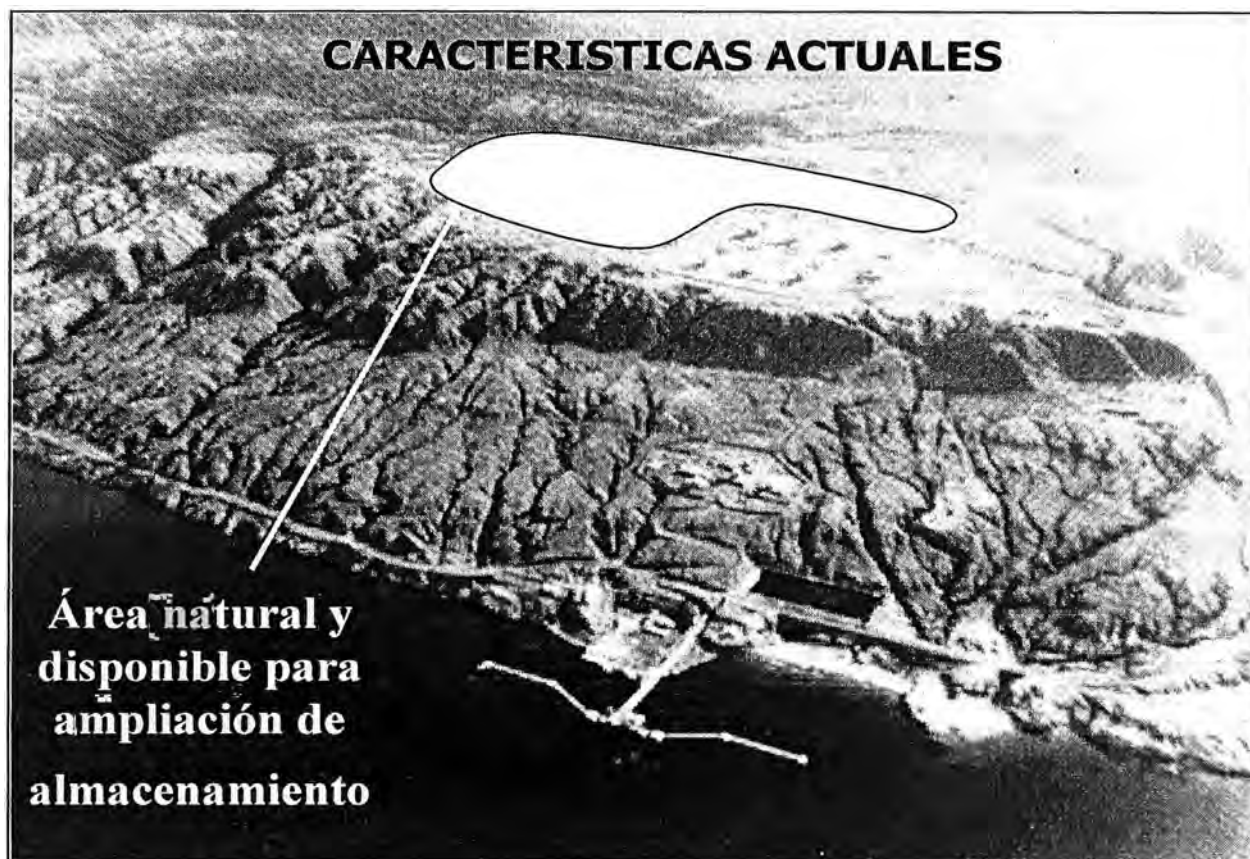 CARACTERISTICAS ACTUALES
Área natural y
disponible para
ampliación de
almacenamiento